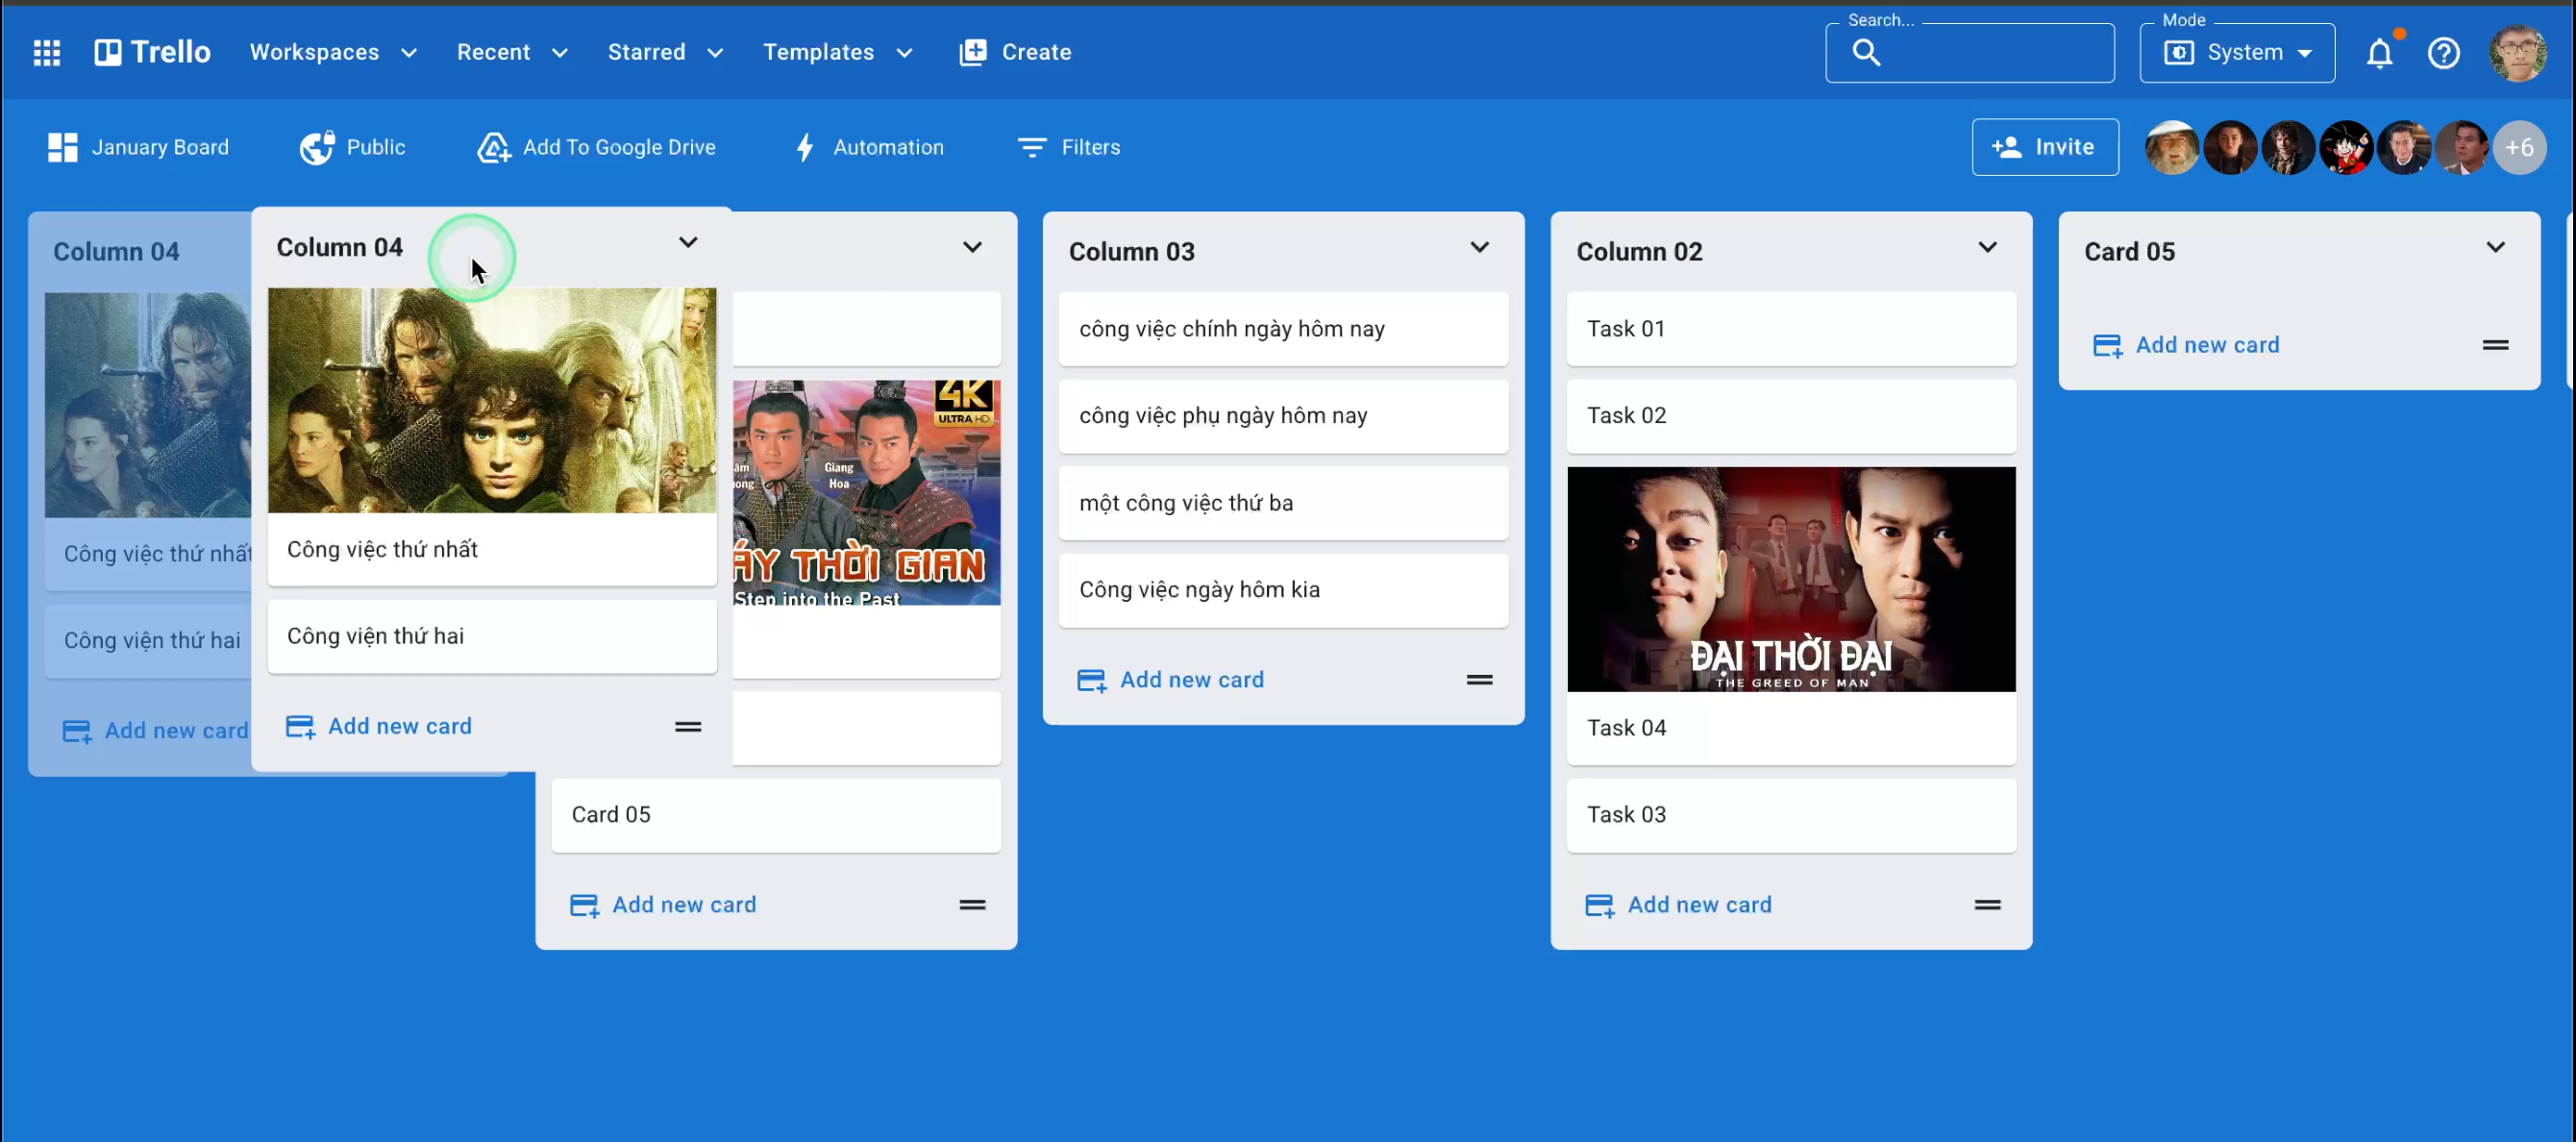 Search...
Mode
Trello
Workspaces
Recent
Starred
Templates
Create
System
January Board
Public
Add To Google Drive
Automation
Filters
Invite
+6
Column 04
Công việc thứ nhất
Công viện thứ hai
Add new card
Column 04
Công việc thứ nhất
Công viện thứ hai
Add new card
4K
ULTRA HD
Giang
Hoa
THỜI GIAN
Step into the Past
Card 05
Add new card
Column 03
công việc chính ngày hôm nay
công việc phụ ngày hôm nay
một công việc thứ ba
Công việc ngày hôm kia
Add new card
Column 02
Task 01
Task 02
ĐẠI THỜI ĐẠI
THE GREED OF MAN
Task 04
Task 03
Add new card
Card 05
Add new card